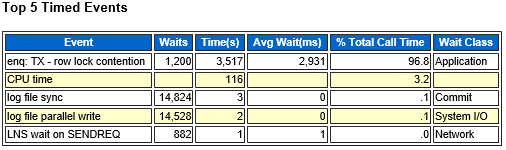 Top 5 Timed Events
Event Waits Time(s) Avg Wait(ms) % Total Call Time Wait Class
enq: TX - row lock contention 1,200 3,517 2,931 96.8 Application
CPU time 116 3.2
log file sync 14,824 3 0 .1 Commit
log file parallel write 14,528 2 0 .1 System I/O
LNS wait on SENDREQ 882 1 1 .0 Network